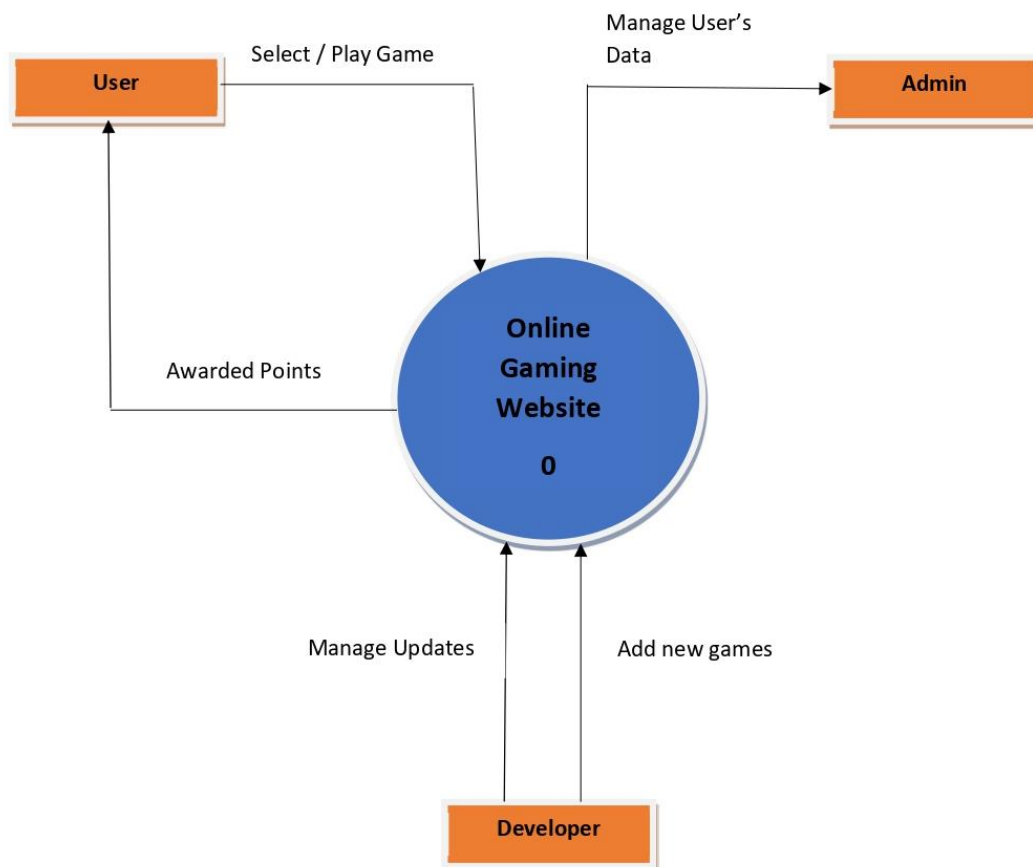 Manage User’s
Data
Select / Play Game
User
Admin
Online
Gaming
Website
0
Awarded Points
Manage Updates
Add new games
Developer